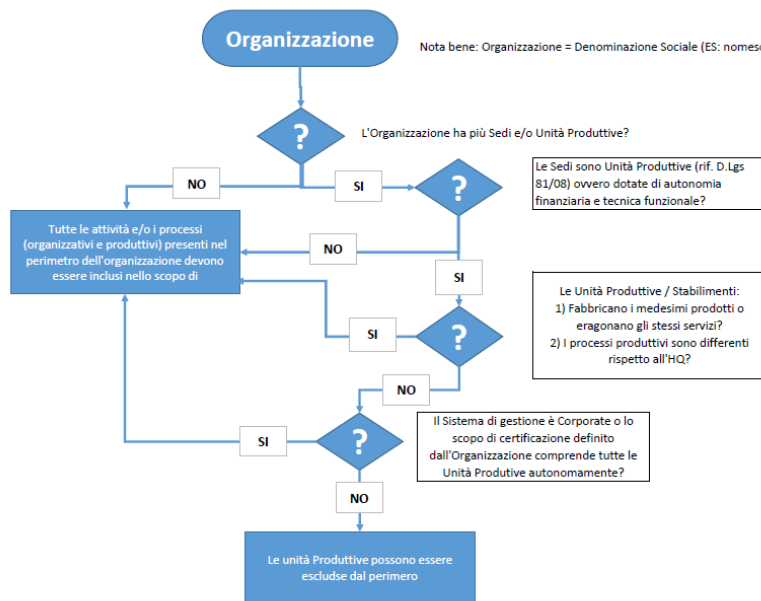 Organizzazione
Nota bene: Organizzazione = Denominazione Sociale (ES:
?
L'Organizzazione ha più Sedi e/o Unità Produttive?
NO
SI
?
Le Sedi sono Unità Produttive (rif. D.Lgs
81/08) ovvero dotate di autonomia
finanziaria e tecnica funzionale?
Tutte le attività e/o i processi
(organizzativi e produttivi) presenti nel
perimetro dell'organizzazione devono
essere inclusi nello scopo di
NO
SI
Le Unità Produttive / Stabilimenti:
1) Fabbricano i medesimi prodotti o
eragonano gli stessi servizi?
2) I processi produttivi sono differenti
rispetto all'HQ?
SI
?
NO
Il Sistema di gestione è Corporate o lo
scopo di certificazione definito
dall'Organizzazione comprende tutte le
Unità Produtive autonomamente?
SI
?
NO
Le unità Produttive possono essere
escludse dal perimero